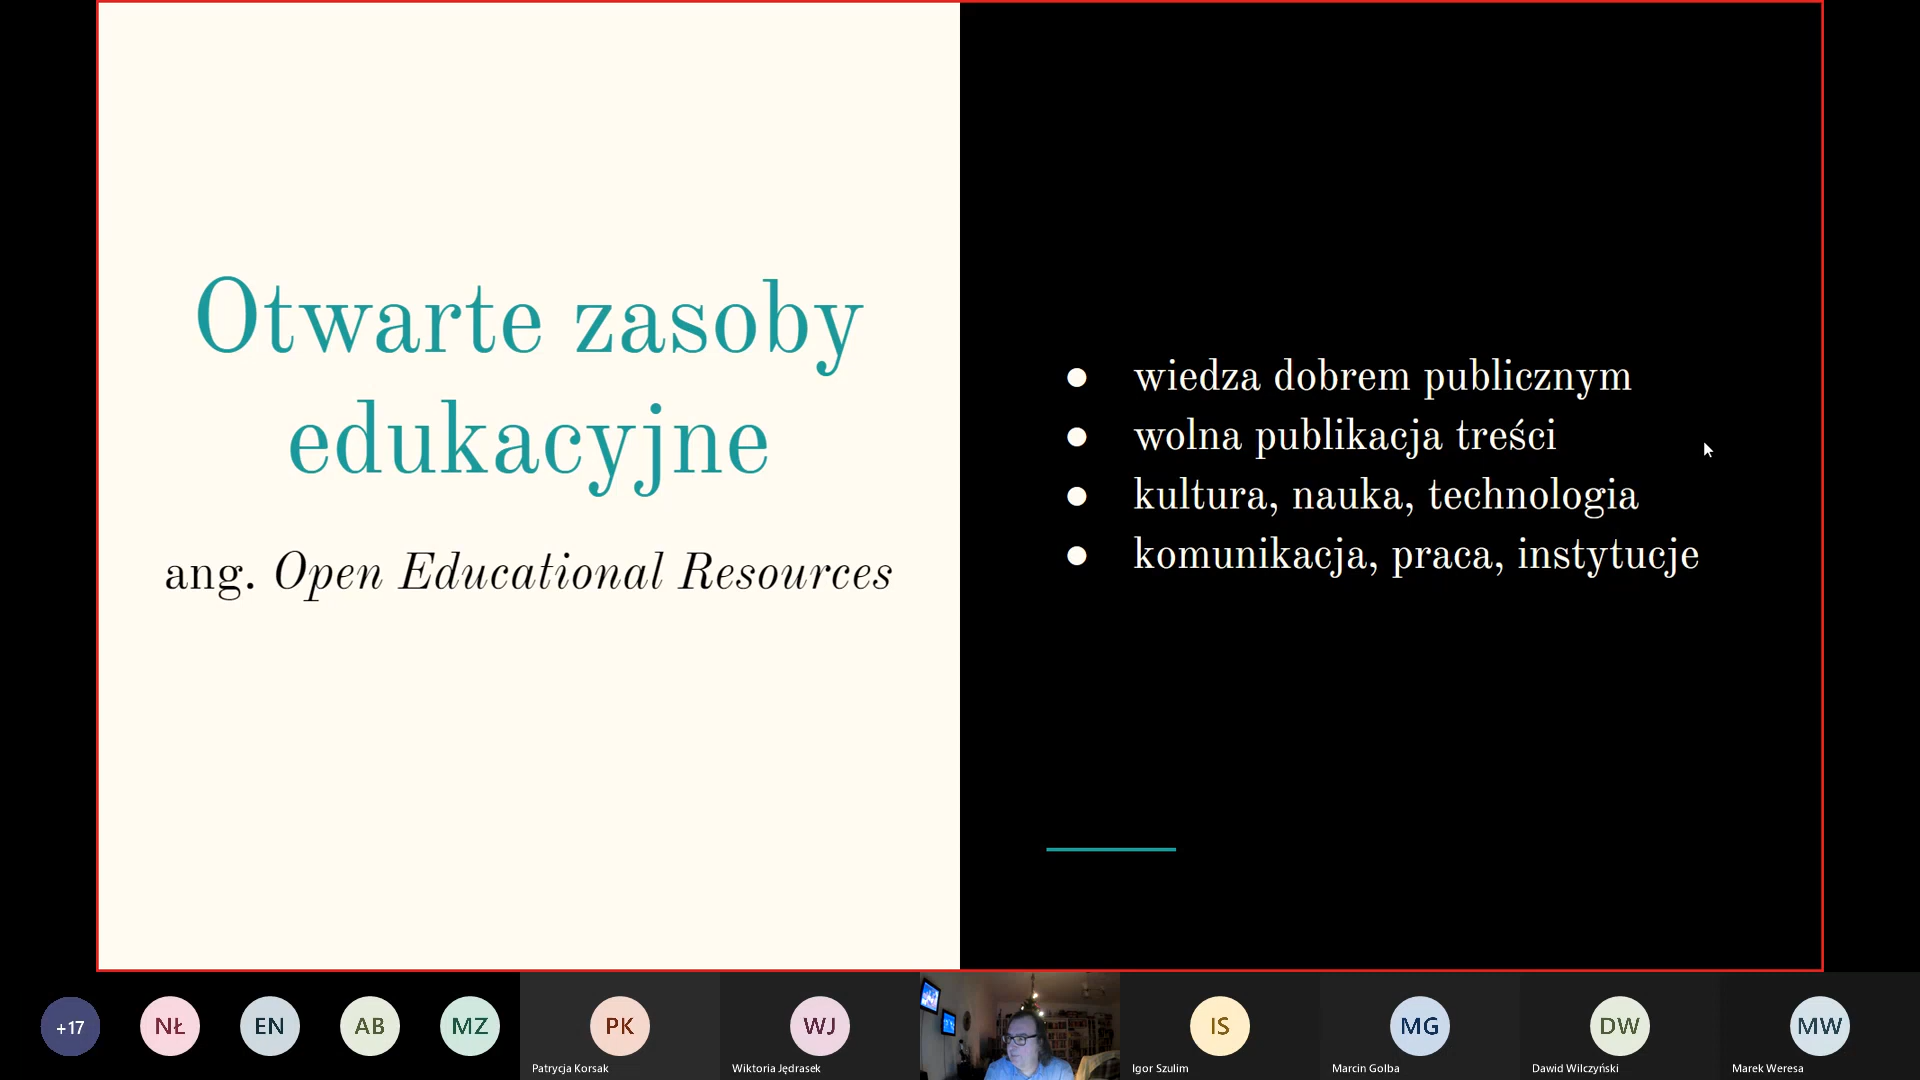 Otwarte zasoby
edukacyjne
ang. Open Educational Resources
● wiedza dobrem publicznym
● wolna publikacja treści
● kultura, nauka, technologia
● komunikacja, praca, instytucje
+17
NŁ
EN
AB
MZ
PK
Patrycja Korsak
WJ
Wiktoria Jędrasek
IS
Igor Szulim
MG
Marcin Golba
DW
Dawid Wilczyński
MW
Marek Weresa